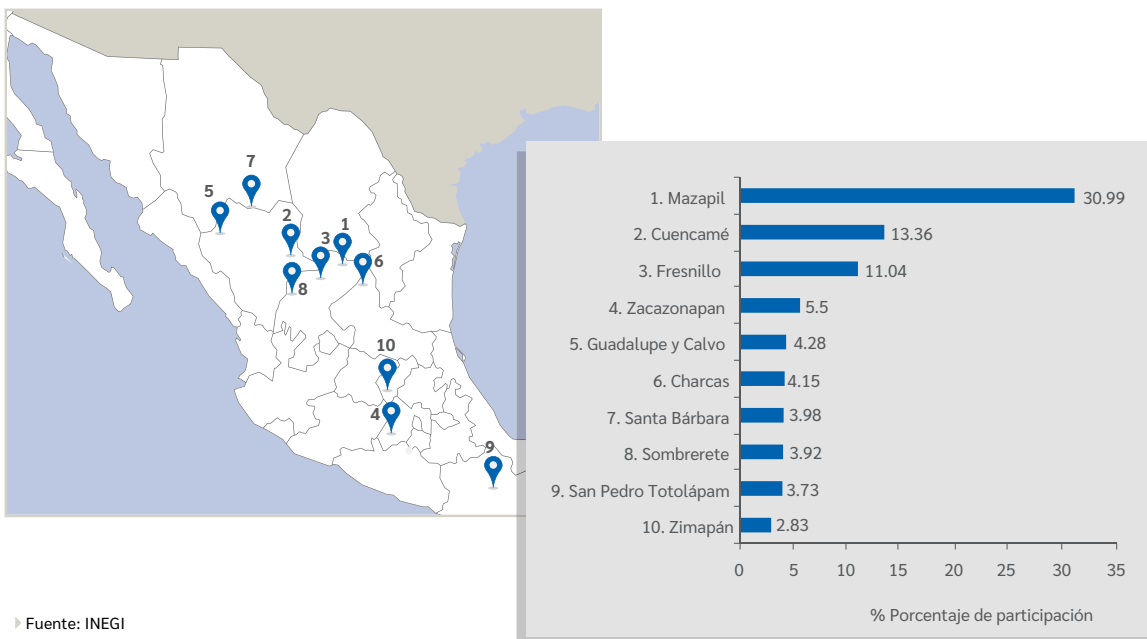 7
5
2
3
1
6
8
10
4
9
1. Mazapil 30.99
2. Cuencamé 13.36
3. Fresnillo 11.04
4. Zacazonapan 5.5
5. Guadalupe y Calvo 4.28
6. Charcas 4.15
7. Santa Bárbara 3.98
8. Sombrerete 3.92
9. San Pedro Totolápam 3.73
10. Zimapán 2.83
0 5 10 15 20 25 30 35
% Porcentaje de participación
Fuente: INEGI